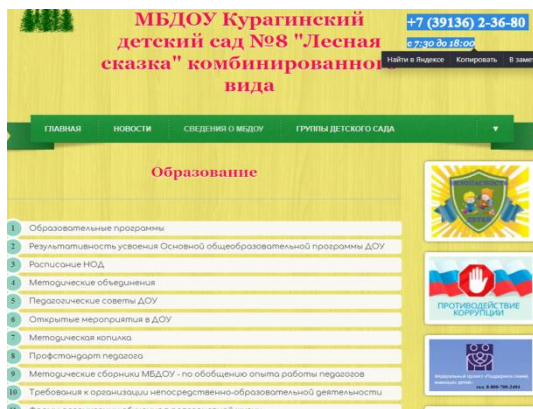 МБДОУ Курагинский
детский сад №8 "Лесная
сказка" комбинированного
вида
+7 (39136) 2-36-80
с 7:30 до 18:00
Найти в Яндексе Копировать В заме
ГЛАВНАЯ НОВОСТИ СВЕДЕНИЯ О МБДОУ ГРУППЫ ДЕТСКОГО САДА
Образование
1 Образовательные программы
2 Результативность усвоения Основной общеобразовательной программы ДОУ
3 Расписание НОД
4 Методические объединения
5 Педагогические советы ДОУ
6 Открытые мероприятия в ДОУ
7 Методическая копилка
8 Профстандарт педагога
9 Методические сборники МБДОУ - по обобщению опыта работы педагогов
10 Требования к организации непосредственно-образовательной деятельности
БЕЗОПАСНОСТЬ
ДЕТЕЙ
ПРОТИВОДЕЙСТВИЕ
КОРРУПЦИИ